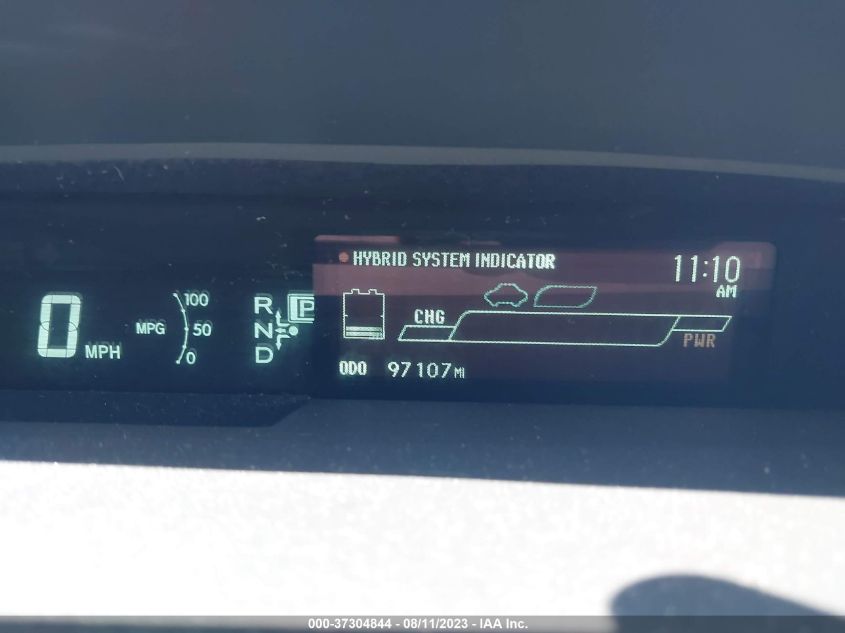 HYBRID SYSTEM INDICATOR
11:10
AM
0 MPH
MPG
100
50
0
R
N
D
P
CHG
PWR
ODO 97107 MI
000-37304844 - 08/11/2023 - IAA Inc.